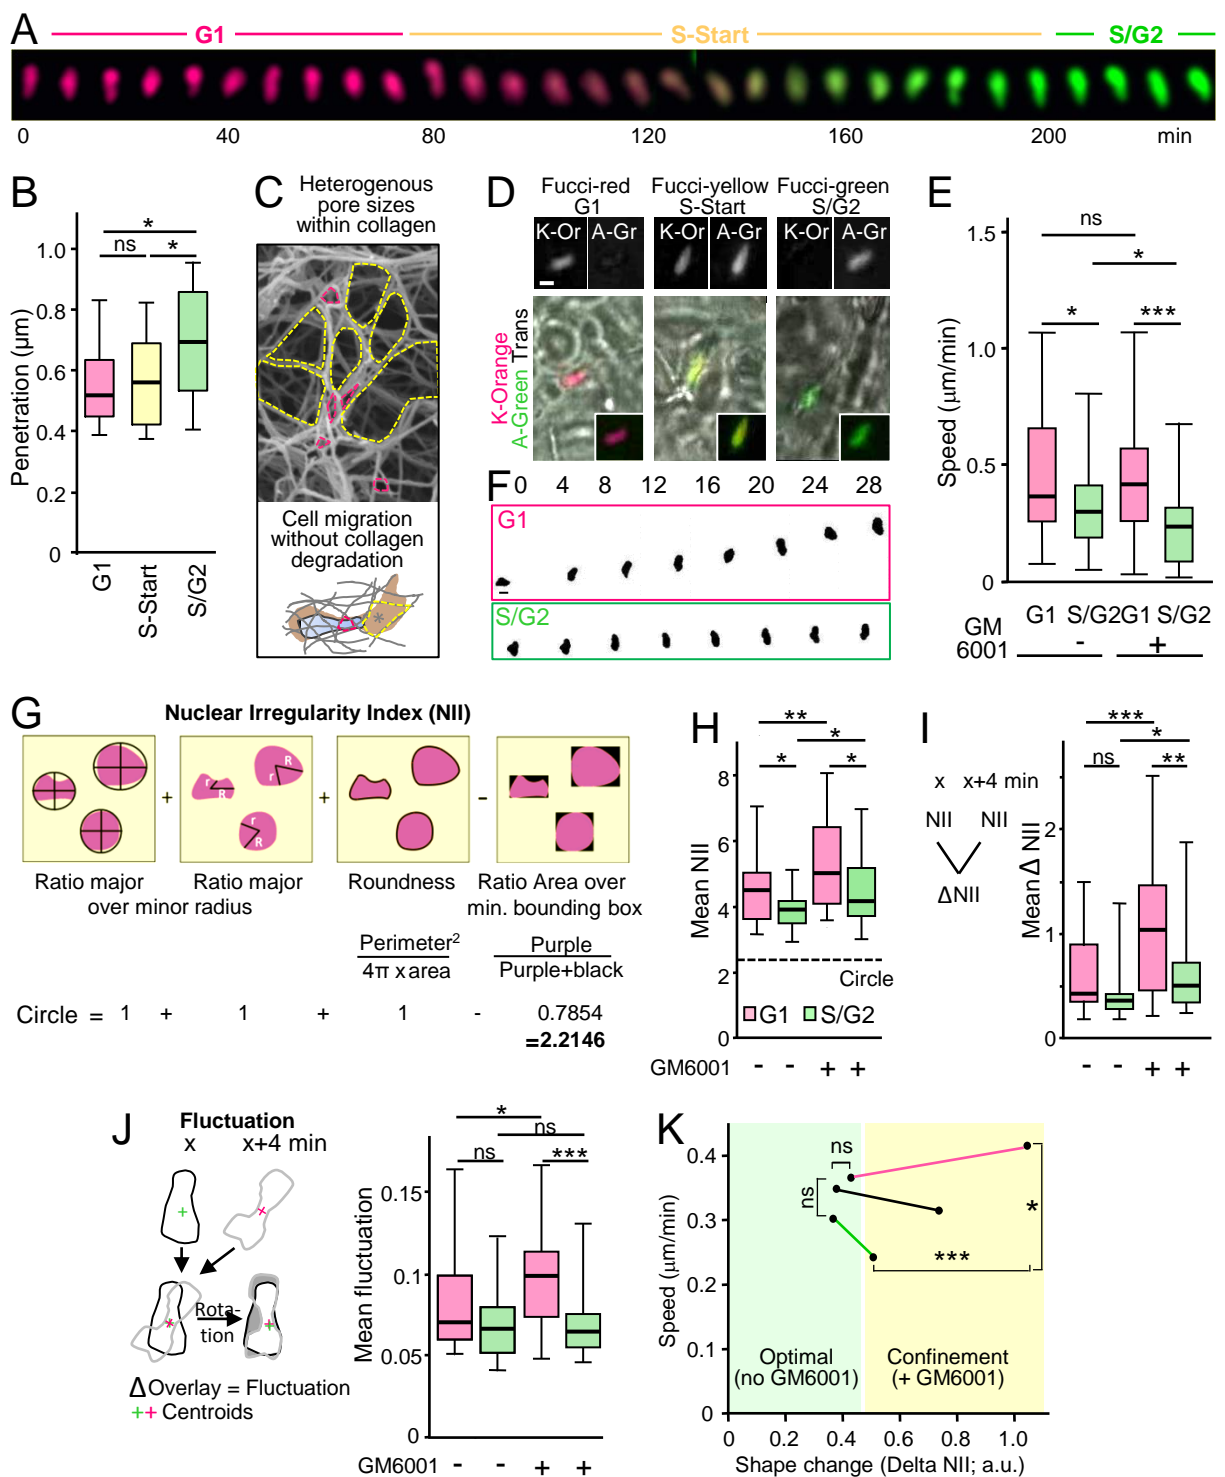 A
G1
S-Start
S/G2
0 40 80 120 160 200 min
B
Penetration (µm)
1.0
0.8
0.6
0.4
0.2
0
*
ns
*
G1
S-Start
S/G2
C
Heterogenous
pore sizes
within collagen
Cell migration
without collagen
degradation
*
D
Fucci-red
G1
Fucci-yellow
S-Start
Fucci-green
S/G2
K-Or A-Gr
K-Or A-Gr
K-Or A-Gr
K-Orange
A-Green Trans
E
Speed (µm/min)
1.5
1.0
0.5
0
ns
*
*
***
G1 S/G2 G1 S/G2
GM
6001
- +
F
0 4 8 12 16 20 24 28
G1
S/G2
G
Nuclear Irregularity Index (NII)
r R
r R
r R
+ + -
Ratio major
over minor radius
Ratio major
Roundness
Ratio Area over
min. bounding box
Perimeter²
4π x area
Purple
Purple+black
Circle = 1 + 1 + 1 - 0.7854
=2.2146
H
Mean NII
8
6
4
2
0
**
*
*
*
Circle
G1 S/G2
GM6001 - - + +
I
x x+4 min
NII NII
ΔNII
Mean Δ NII
2
1
0
***
*
ns
**
- - + +
J
Fluctuation
x x+4 min
Rota-
tion
ΔOverlay = Fluctuation
++ Centroids
Mean fluctuation
0.15
0.1
0.05
0
*
ns
ns
***
GM6001 - - + +
K
Speed (µm/min)
0.4
0.3
0.2
0.1
0
ns
ns
*
***
Optimal
(no GM6001)
Confinement
(+ GM6001)
0 0.2 0.4 0.6 0.8 1.0
Shape change (Delta NII; a.u.)